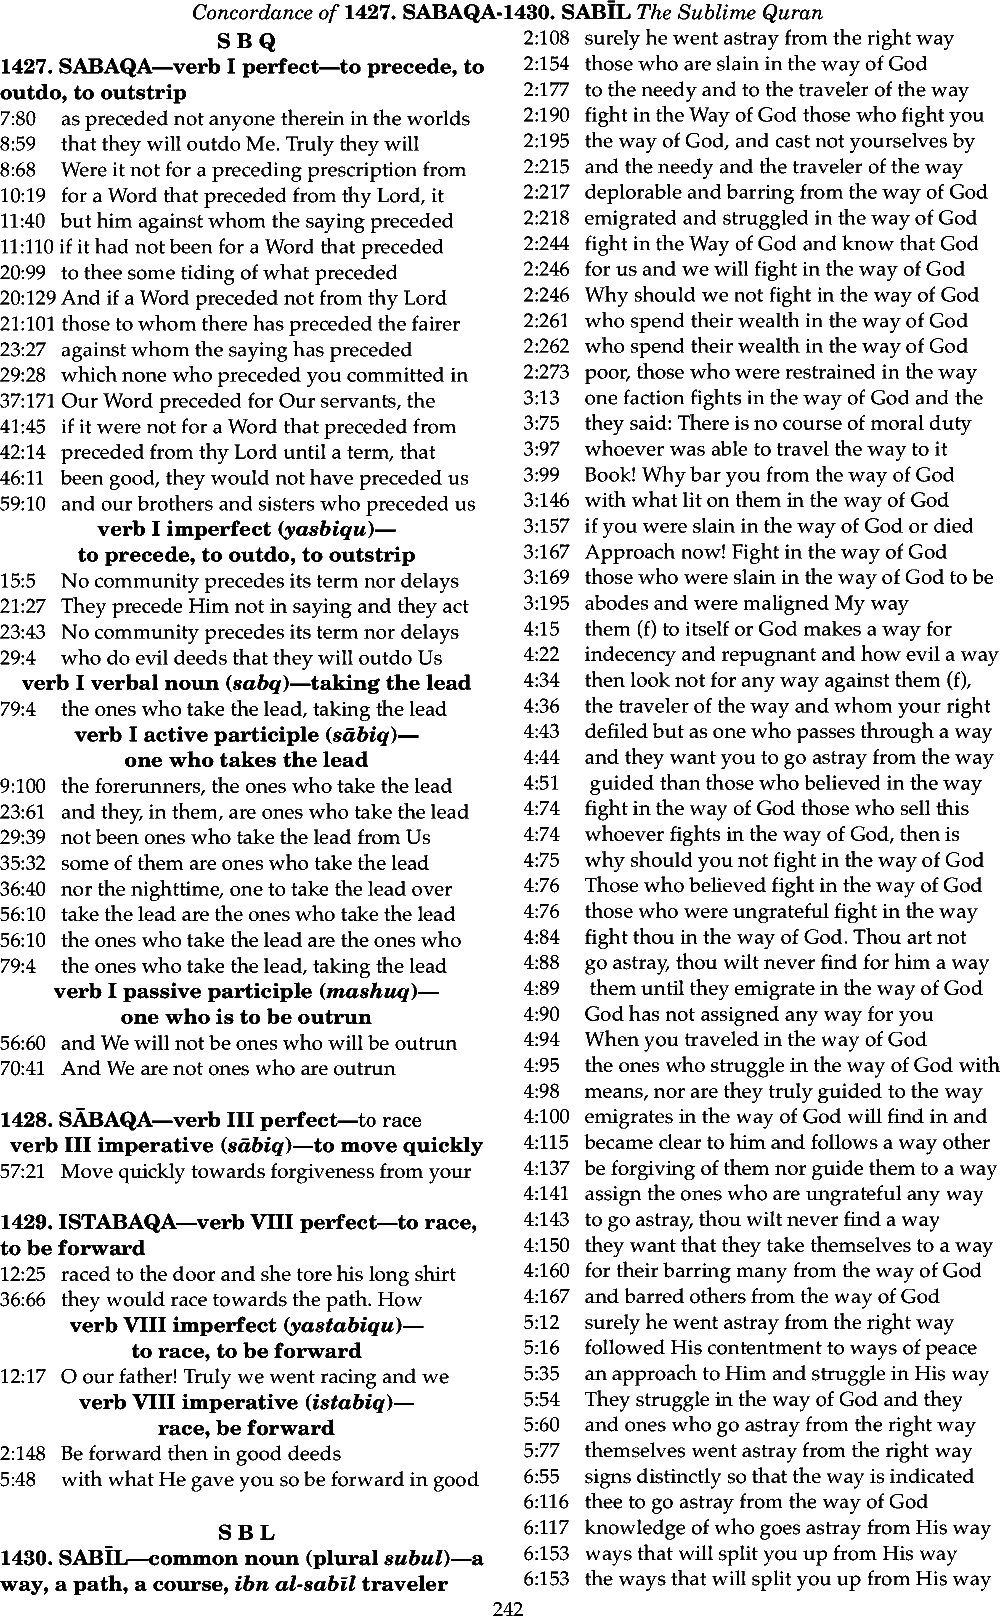 Concordance of 1427. SABAQA-1430. SABĪL The Sublime Quran
S B Q
1427. SABAQA—verb I perfect—to precede, to
outdo, to outstrip
7:80 as preceded not anyone therein in the worlds
8:59 that they will outdo Me. Truly they will
8:68 Were it not for a preceding prescription from
10:19 for a Word that preceded from thy Lord, it
11:40 but him against whom the saying preceded
11:110 if it had not been for a Word that preceded
20:99 to thee some tiding of what preceded
20:129 And if a Word preceded not from thy Lord
21:101 those to whom there has preceded the fairer
23:27 against whom the saying has preceded
29:28 which none who preceded you committed in
37:171 Our Word preceded for Our servants, the
41:45 if it were not for a Word that preceded from
42:14 preceded from thy Lord until a term, that
46:11 been good, they would not have preceded us
59:10 and our brothers and sisters who preceded us
verb I imperfect (yasbiqu)—
to precede, to outdo, to outstrip
15:5 No community precedes its term nor delays
21:27 They precede Him not in saying and they act
23:43 No community precedes its term nor delays
29:4 who do evil deeds that they will outdo Us
verb I verbal noun (sabq)—taking the lead
79:4 the ones who take the lead, taking the lead
verb I active participle (sābiq)—
one who takes the lead
9:100 the forerunners, the ones who take the lead
23:61 and they, in them, are ones who take the lead
29:39 not been ones who take the lead from Us
35:32 some of them are ones who take the lead
36:40 nor the nighttime, one to take the lead over
56:10 take the lead are the ones who take the lead
56:10 the ones who take the lead are the ones who
79:4 the ones who take the lead, taking the lead
verb I passive participle (mashuq)—
one who is to be outrun
56:60 and We will not be ones who will be outrun
70:41 And We are not ones who are outrun
1428. SĀBAQA—verb III perfect—to race
verb III imperative (sābiq)—to move quickly
57:21 Move quickly towards forgiveness from your
1429. ISTABAQA—verb VIII perfect—to race,
to be forward
12:25 raced to the door and she tore his long shirt
36:66 they would race towards the path. How
verb VIII imperfect (yastabiqu)—
to race, to be forward
12:17 O our father! Truly we went racing and we
verb VIII imperative (istabiq)—
race, be forward
2:148 Be forward then in good deeds
5:48 with what He gave you so be forward in good
S B L
1430. SABĪL—common noun (plural subul)—a
way, a path, a course, ibn al-sabīl traveler
2:108 surely he went astray from the right way
2:154 those who are slain in the way of God
2:177 to the needy and to the traveler of the way
2:190 fight in the Way of God those who fight you
2:195 the way of God, and cast not yourselves by
2:215 and the needy and the traveler of the way
2:217 deplorable and barring from the way of God
2:218 emigrated and struggled in the way of God
2:244 fight in the Way of God and know that God
2:246 for us and we will fight in the way of God
2:246 Why should we not fight in the way of God
2:261 who spend their wealth in the way of God
2:262 who spend their wealth in the way of God
2:273 poor, those who were restrained in the way
3:13 one faction fights in the way of God and the
3:75 they said: There is no course of moral duty
3:97 whoever was able to travel the way to it
3:99 Book! Why bar you from the way of God
3:146 with what lit on them in the way of God
3:157 if you were slain in the way of God or died
3:167 Approach now! Fight in the way of God
3:169 those who were slain in the way of God to be
3:195 abodes and were maligned My way
4:15 them (f) to itself or God makes a way for
4:22 indecency and repugnant and how evil a way
4:34 then look not for any way against them (f),
4:36 the traveler of the way and whom your right
4:43 defiled but as one who passes through a way
4:44 and they want you to go astray from the way
4:51 guided than those who believed in the way
4:74 fight in the way of God those who sell this
4:74 whoever fights in the way of God, then is
4:75 why should you not fight in the way of God
4:76 Those who believed fight in the way of God
4:76 those who were ungrateful fight in the way
4:84 fight thou in the way of God. Thou art not
4:88 go astray, thou wilt never find for him a way
4:89 them until they emigrate in the way of God
4:90 God has not assigned any way for you
4:94 When you traveled in the way of God
4:95 the ones who struggle in the way of God with
4:98 means, nor are they truly guided to the way
4:100 emigrates in the way of God will find in and
4:115 became clear to him and follows a way other
4:137 be forgiving of them nor guide them to a way
4:141 assign the ones who are ungrateful any way
4:143 to go astray, thou wilt never find a way
4:150 they want that they take themselves to a way
4:160 for their barring many from the way of God
4:167 and barred others from the way of God
5:12 surely he went astray from the right way
5:16 followed His contentment to ways of peace
5:35 an approach to Him and struggle in His way
5:54 They struggle in the way of God and they
5:60 and ones who go astray from the right way
5:77 themselves went astray from the right way
6:55 signs distinctly so that the way is indicated
6:116 thee to go astray from the way of God
6:117 knowledge of who goes astray from His way
6:153 ways that will split you up from His way
6:153 the ways that will split you up from His way
242